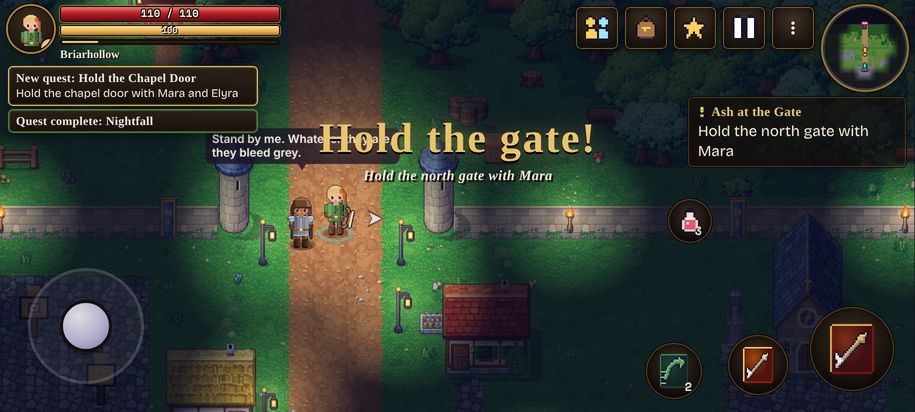 110 / 110
100
Briarhollow
New quest: Hold the Chapel Door
Hold the chapel door with Mara and Elyra
Quest complete: Nightfall
Stand by me. Whate
they bleed grey.
Hold the gate!
Hold the north gate with Mara
! Ash at the Gate
Hold the north gate with
Mara
3
2